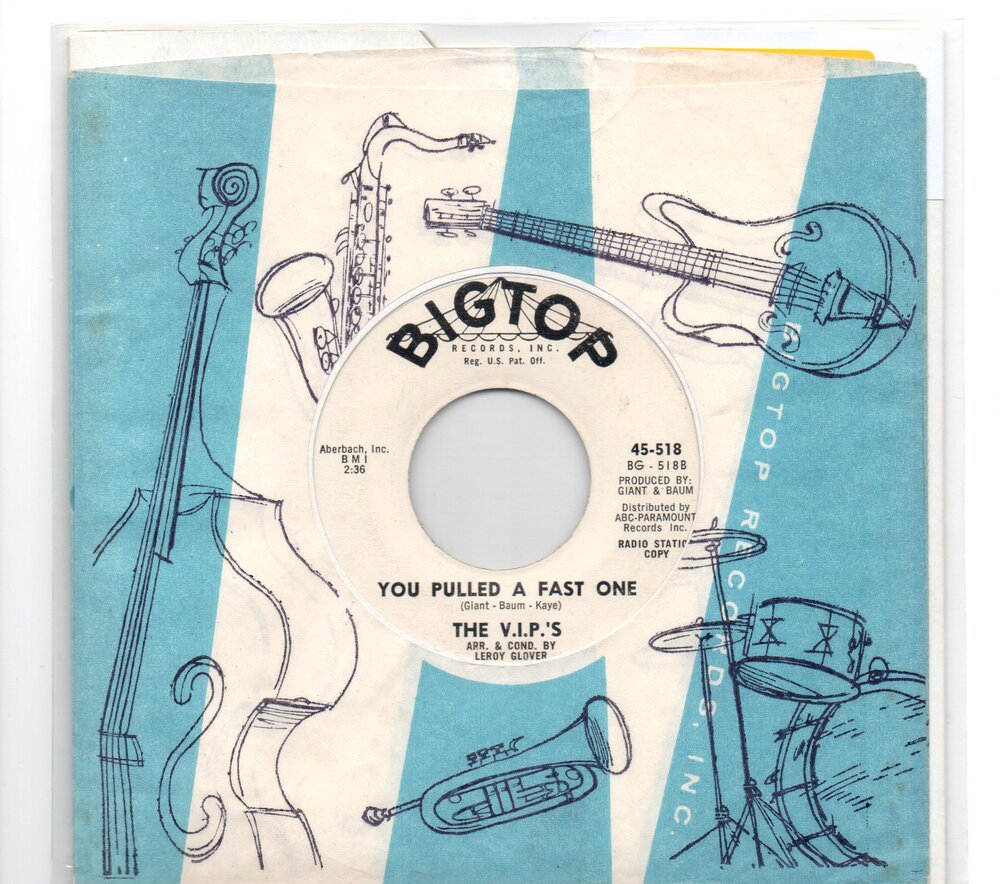 BIGTOP
RECORDS, INC.
Reg. U.S. Pat. Off.
Aberbach, Inc.
BMI
2:36
45-518
BG - 518B
PRODUCED BY:
GIANT & BAUM
Distributed by
ABC-PARAMOUNT
Records Inc.
RADIO STATIO
COPY
YOU PULLED A FAST ONE
(Giant - Baum - Kaye)
THE V.I.P.'S
ARR. & COND. BY
LEROY GLOVER
BIGTOP RECORDS, INC.